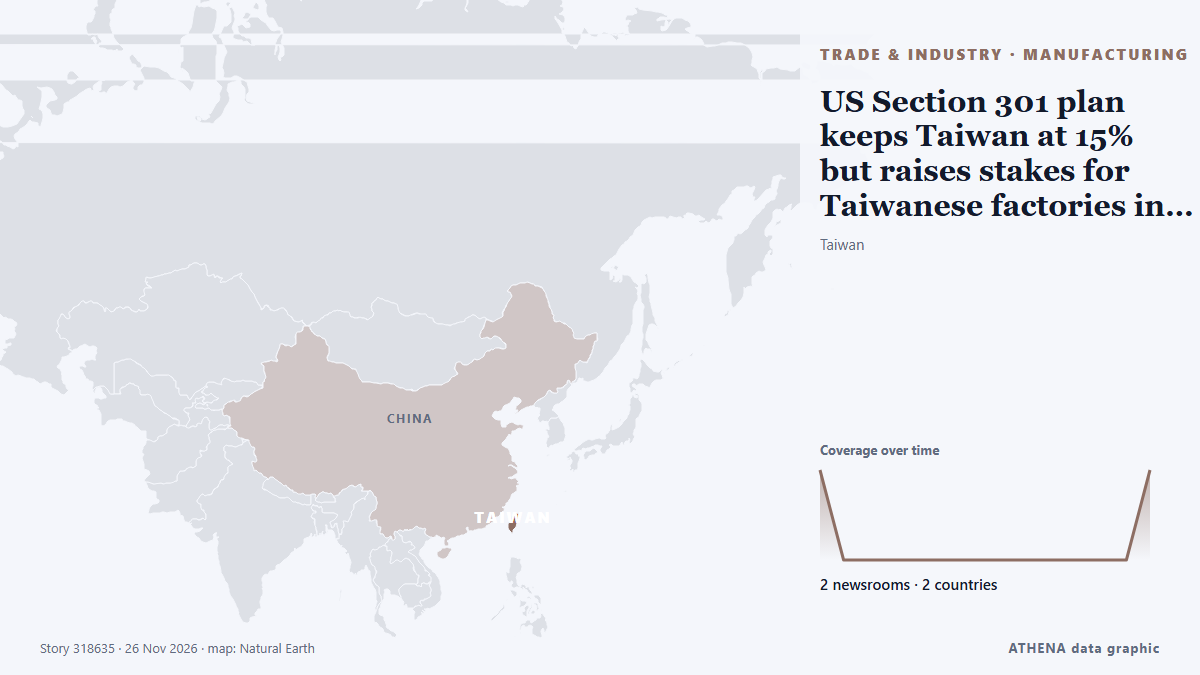 TRADE & INDUSTRY · MANUFACTURING
US Section 301 plan
keeps Taiwan at 15%
but raises stakes for
Taiwanese factories in...
Taiwan
CHINA
TAIWAN
Coverage over time
2 newsrooms · 2 countries
Story 318635 · 26 Nov 2026 · map: Natural Earth
ATHENA data graphic